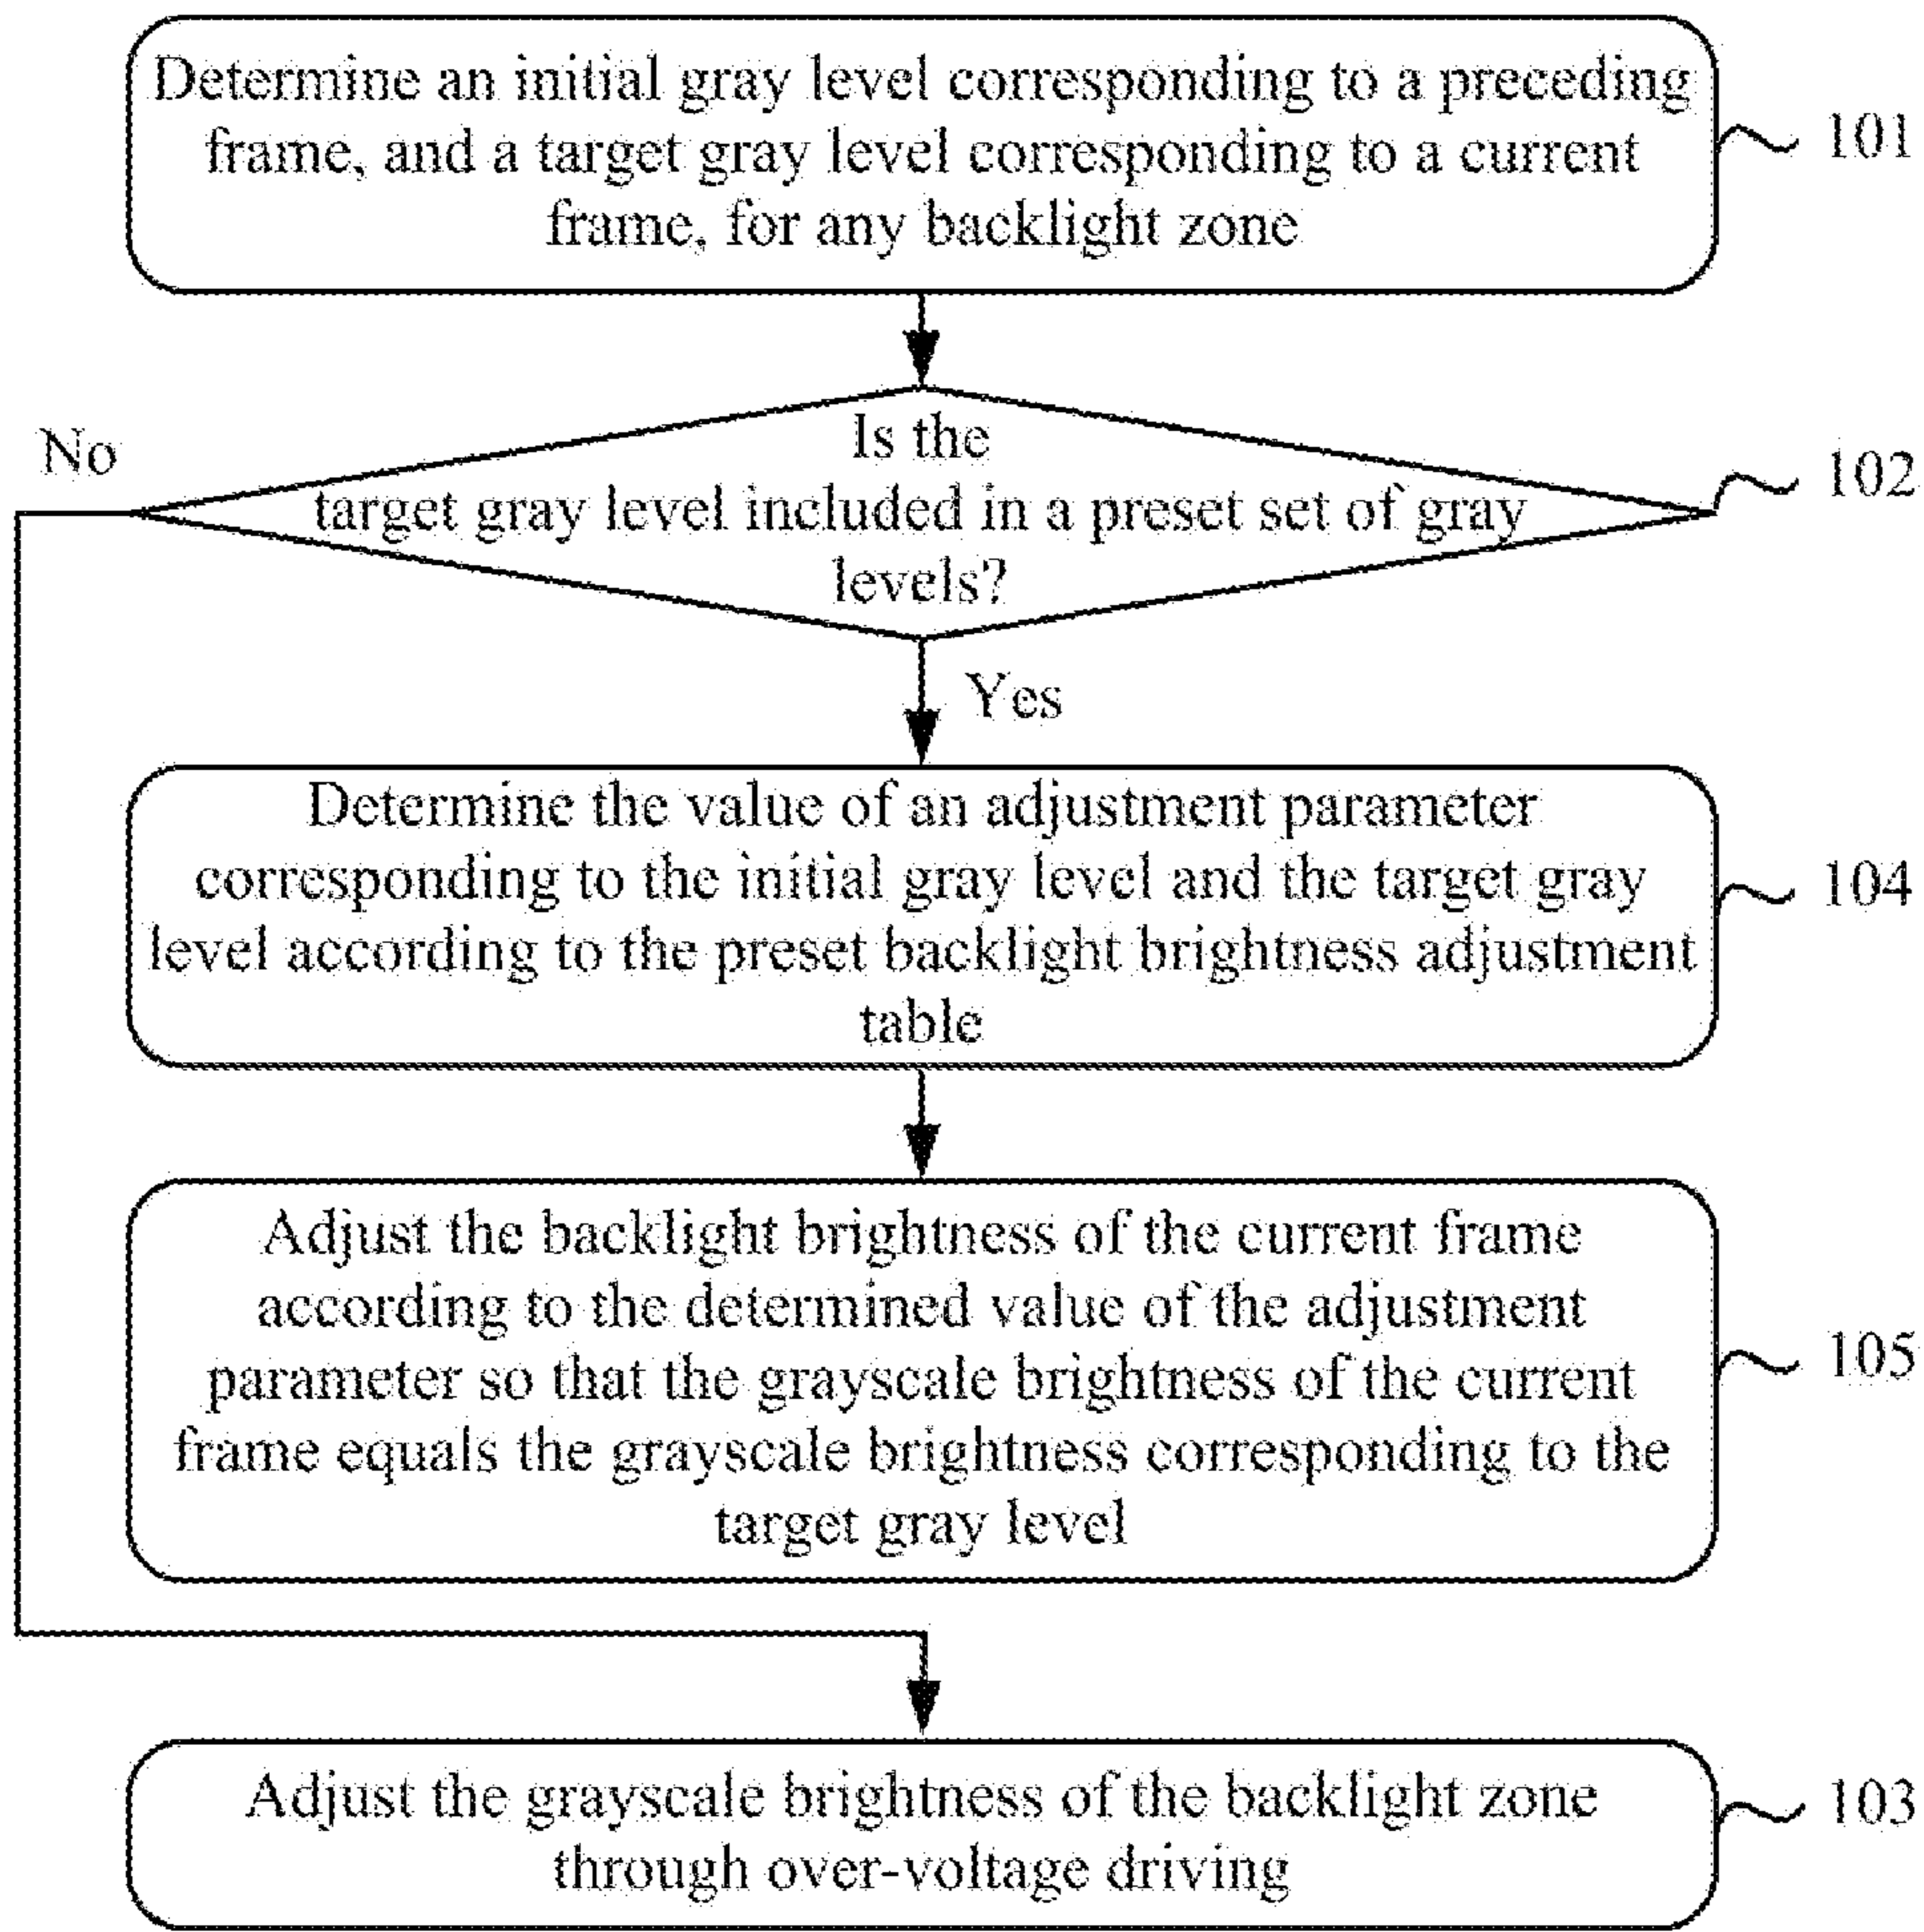 Determine an initial gray level corresponding to a preceding
frame, and a target gray level corresponding to a current
frame, for any backlight zone
101
No
Is the
target gray level included in a preset set of gray
levels?
102
Yes
Determine the value of an adjustment parameter
corresponding to the initial gray level and the target gray
level according to the preset backlight brightness adjustment
table
104
Adjust the backlight brightness of the current frame
according to the determined value of the adjustment
parameter so that the grayscale brightness of the current
frame equals the grayscale brightness corresponding to the
target gray level
105
Adjust the grayscale brightness of the backlight zone
through over-voltage driving
103